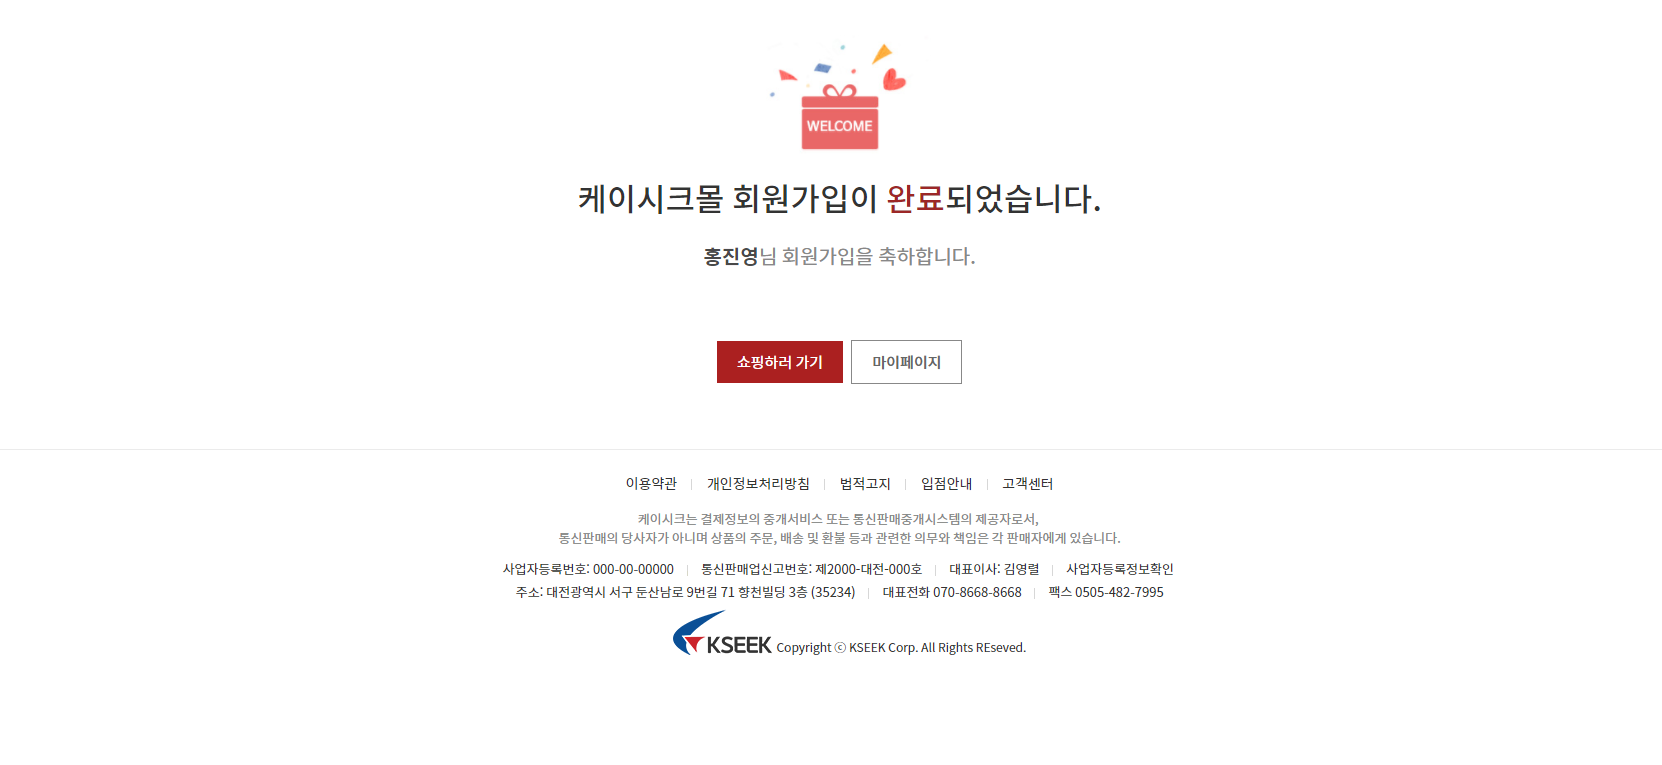 WELCOME
케이시크몰 회원가입이 완료되었습니다.
홍진영님 회원가입을 축하합니다.
쇼핑하러 가기 마이페이지
이용약관 개인정보처리방침 법적고지 입점안내 고객센터
케이시크는 결제정보의 중개서비스 또는 통신판매중개시스템의 제공자로서,
통신판매의 당사자가 아니며 상품의 주문, 배송 및 환불 등과 관련한 의무와 책임은 각 판매자에게 있습니다.
사업자등록번호: 000-00-00000 통신판매업신고번호: 제2000-대전-000호 대표이사: 김영렬 사업자등록정보확인
주소: 대전광역시 서구 둔산남로 9번길 71 향천빌딩 3층 (35234) 대표전화 070-8668-8668 팩스 0505-482-7995
KSEEK Copyright ⓒ KSEEK Corp. All Rights REseved.